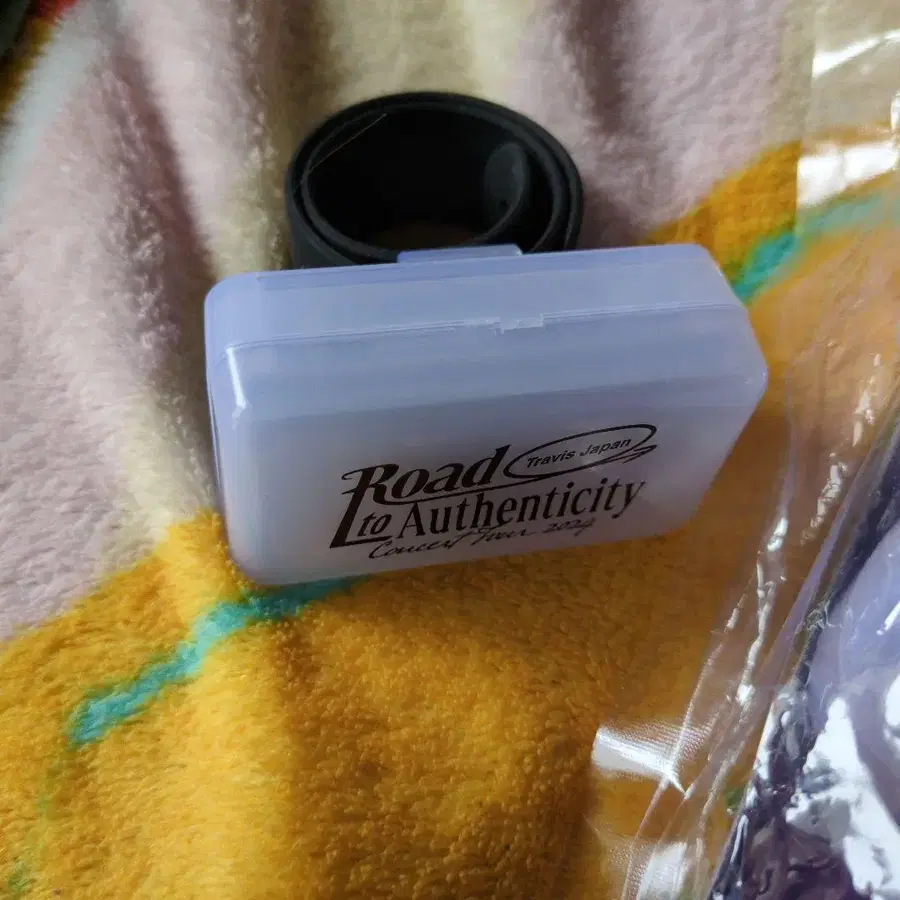 Road
Travis Japan
to Authenticity
Concert Tour 2024